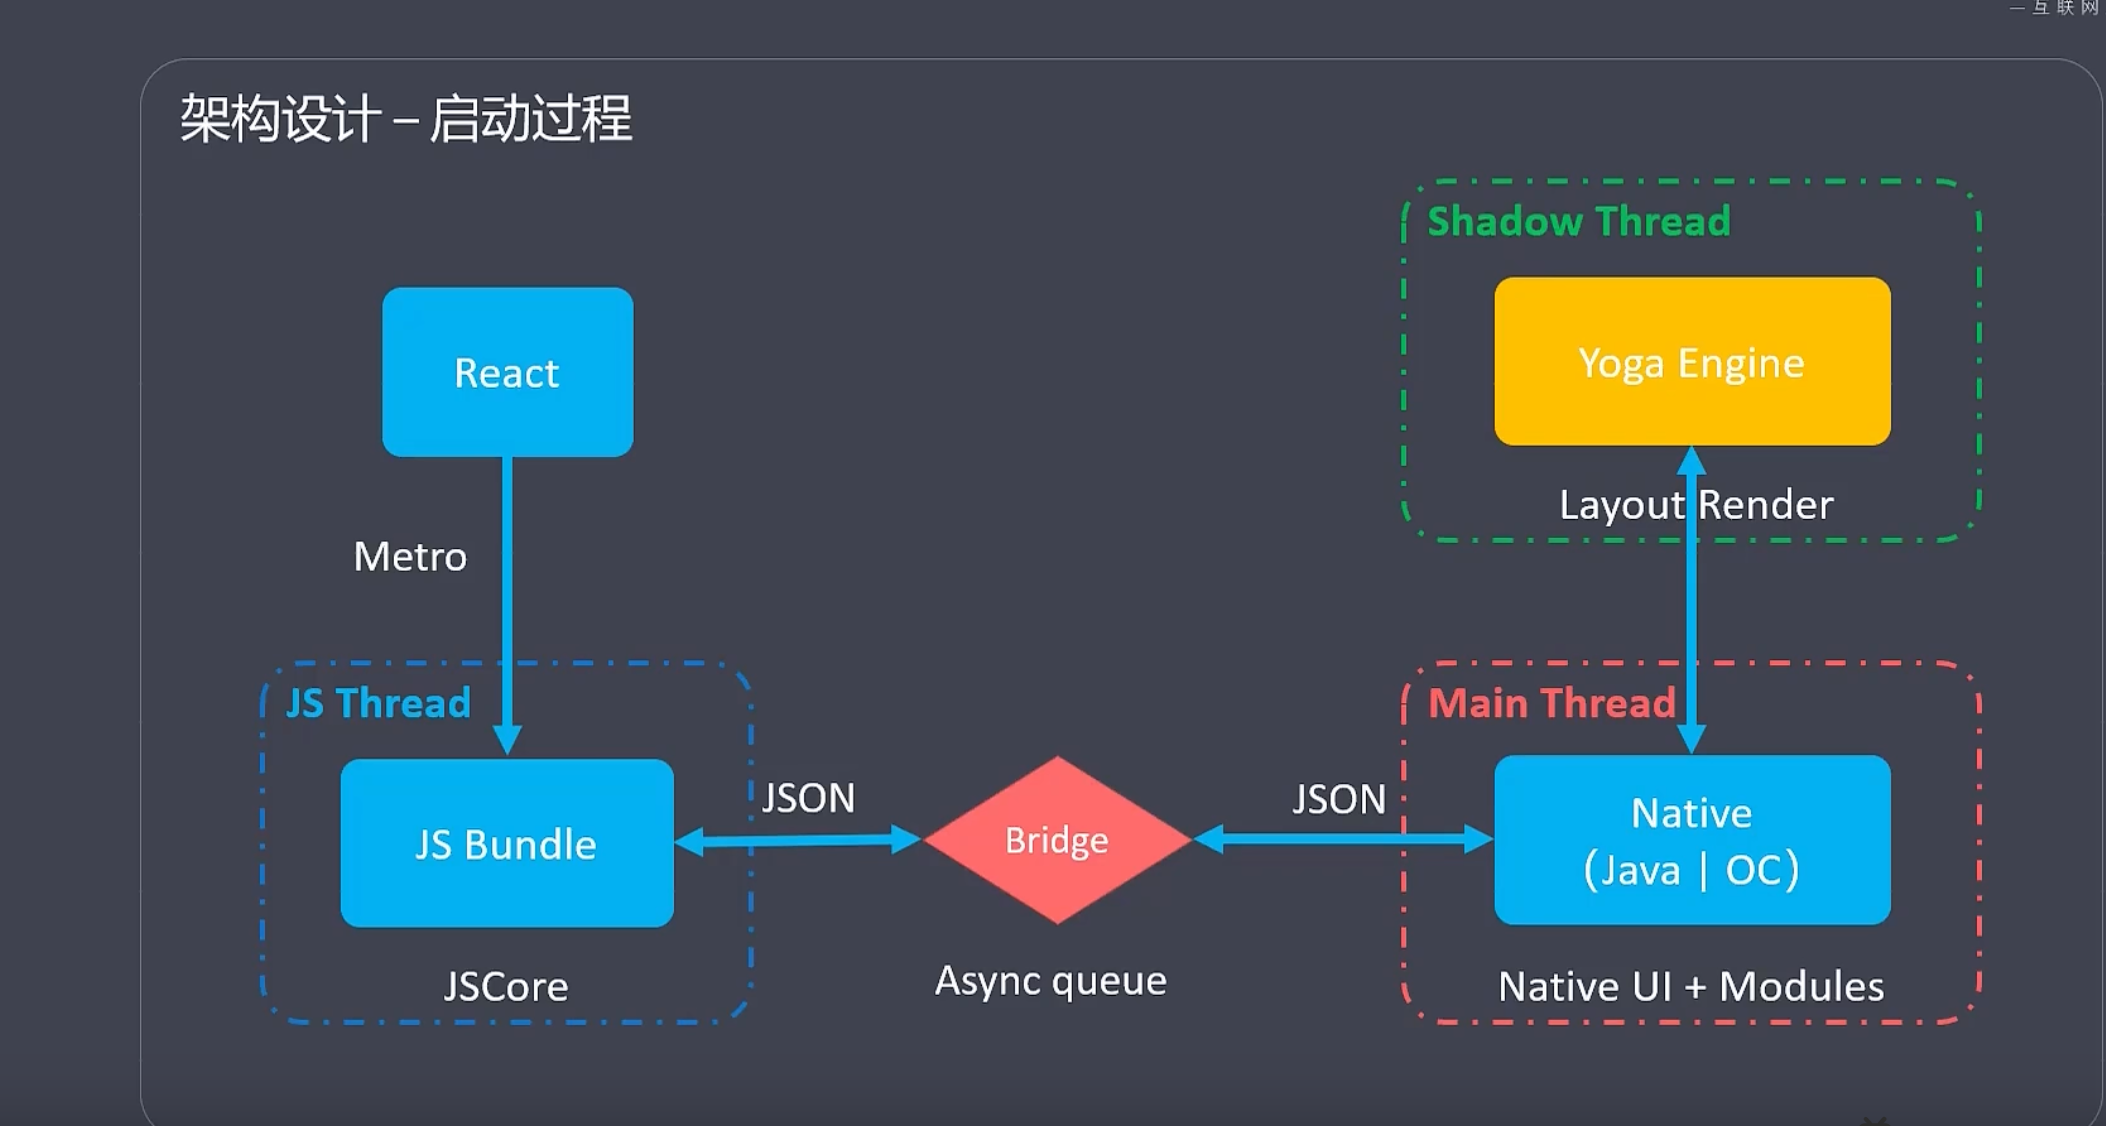 一互联网
架构设计 – 启动过程
Shadow Thread
Yoga Engine
Layout Render
React
Metro
JS Thread
JS Bundle
JSCore
JSON
Bridge
Async queue
JSON
Main Thread
Native
(Java | OC)
Native UI + Modules